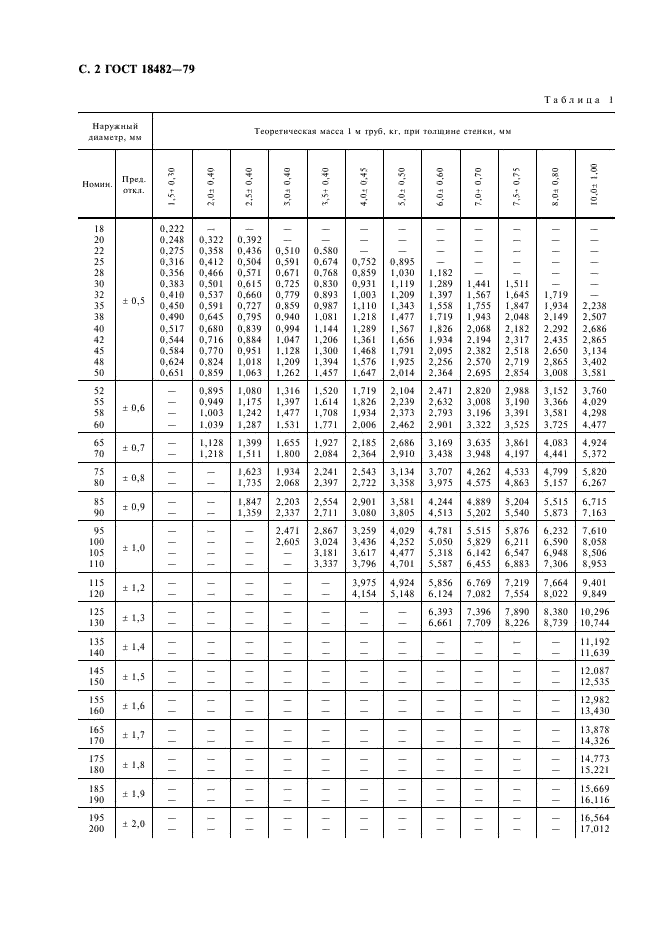 С. 2 ГОСТ 18482—79
Таблица 1
Наружный диаметр, мм Теоретическая масса 1 м труб, кг, при толщине стенки, мм
Номин. Пред. откл. 1,5± 0,30 2,0± 0,40 2,5± 0,40 3,0± 0,40 3,5± 0,40 4,0± 0,45 5,0± 0,50 6,0± 0,60 7,0± 0,70 7,5± 0,75 8,0± 0,80 10,0± 1,00
18 0,222 — — — — — — — — — — —
20 0,248 0,322 0,392 — — — — — — — — —
22 0,275 0,358 0,436 0,510 0,580 — — — — — — —
25 0,316 0,412 0,504 0,591 0,674 0,752 0,895 — — — — —
28 0,356 0,466 0,571 0,671 0,768 0,859 1,030 1,182 — — — —
30 0,383 0,501 0,615 0,725 0,830 0,931 1,119 1,289 1,441 1,511 — —
32 ± 0,5 0,410 0,537 0,660 0,779 0,893 1,003 1,209 1,397 1,567 1,645 1,719 —
35 0,450 0,591 0,727 0,859 0,987 1,110 1,343 1,558 1,755 1,847 1,934 2,238
38 0,490 0,645 0,795 0,940 1,081 1,218 1,477 1,719 1,943 2,048 2,149 2,507
40 0,517 0,680 0,839 0,994 1,144 1,289 1,567 1,826 2,068 2,182 2,292 2,686
42 0,544 0,716 0,884 1,047 1,206 1,361 1,656 1,934 2,194 2,317 2,435 2,865
45 0,584 0,770 0,951 1,128 1,300 1,468 1,791 2,095 2,382 2,518 2,650 3,134
48 0,624 0,824 1,018 1,209 1,394 1,576 1,925 2,256 2,570 2,719 2,865 3,402
50 0,651 0,859 1,063 1,262 1,457 1,647 2,014 2,364 2,695 2,854 3,008 3,581
52 — 0,895 1,080 1,316 1,520 1,719 2,104 2,471 2,820 2,988 3,152 3,760
55 ± 0,6 — 0,949 1,175 1,397 1,614 1,826 2,239 2,632 3,008 3,190 3,366 4,029
58 — 1,003 1,242 1,477 1,708 1,934 2,373 2,793 3,196 3,391 3,581 4,298
60 — 1,039 1,287 1,531 1,771 2,006 2,462 2,901 3,322 3,525 3,725 4,477
65 ± 0,7 — 1,128 1,399 1,655 1,927 2,185 2,686 3,169 3,635 3,861 4,083 4,924
70 — 1,218 1,511 1,800 2,084 2,364 2,910 3,438 3,948 4,197 4,441 5,372
75 ± 0,8 — — 1,623 1,934 2,241 2,543 3,134 3,707 4,262 4,533 4,799 5,820
80 — — 1,735 2,068 2,397 2,722 3,358 3,975 4,575 4,863 5,157 6,267
85 ± 0,9 — — 1,847 2,203 2,554 2,901 3,581 4,244 4,889 5,204 5,515 6,715
90 — — 1,359 2,337 2,711 3,080 3,805 4,513 5,202 5,540 5,873 7,163
95 — — — 2,471 2,867 3,259 4,029 4,781 5,515 5,876 6,232 7,610
100 ± 1,0 — — — 2,605 3,024 3,436 4,252 5,050 5,829 6,211 6,590 8,058
105 — — — — 3,181 3,617 4,477 5,318 6,142 6,547 6,948 8,506
110 — — — — 3,337 3,796 4,701 5,587 6,455 6,883 7,306 8,953
115 ± 1,2 — — — — — 3,975 4,924 5,856 6,769 7,219 7,664 9,401
120 — — — — — 4,154 5,148 6,124 7,082 7,554 8,022 9,849
125 ± 1,3 — — — — — — — 6,393 7,396 7,890 8,380 10,296
130 — — — — — — — 6,661 7,709 8,226 8,739 10,744
135 ± 1,4 — — — — — — — — — — — 11,192
140 — — — — — — — — — — — 11,639
145 ± 1,5 — — — — — — — — — — — 12,087
150 — — — — — — — — — — — 12,535
155 ± 1,6 — — — — — — — — — — — 12,982
160 — — — — — — — — — — — 13,430
165 ± 1,7 — — — — — — — — — — — 13,878
170 — — — — — — — — — — — 14,326
175 ± 1,8 — — — — — — — — — — — 14,773
180 — — — — — — — — — — — 15,221
185 ± 1,9 — — — — — — — — — — — 15,669
190 — — — — — — — — — — — 16,116
195 ± 2,0 — — — — — — — — — — — 16,564
200 — — — — — — — — — — — 17,012